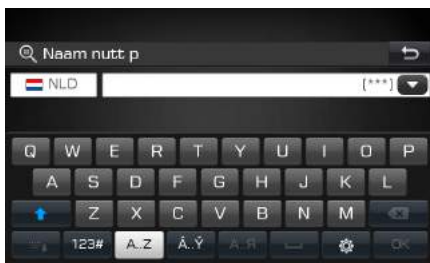 Naam nutt p
NLD [***]
Q W E R T Y U I O P
A S D F G H J K L
Z X C V B N M
123# A..Z Â..Ÿ А..Я OK